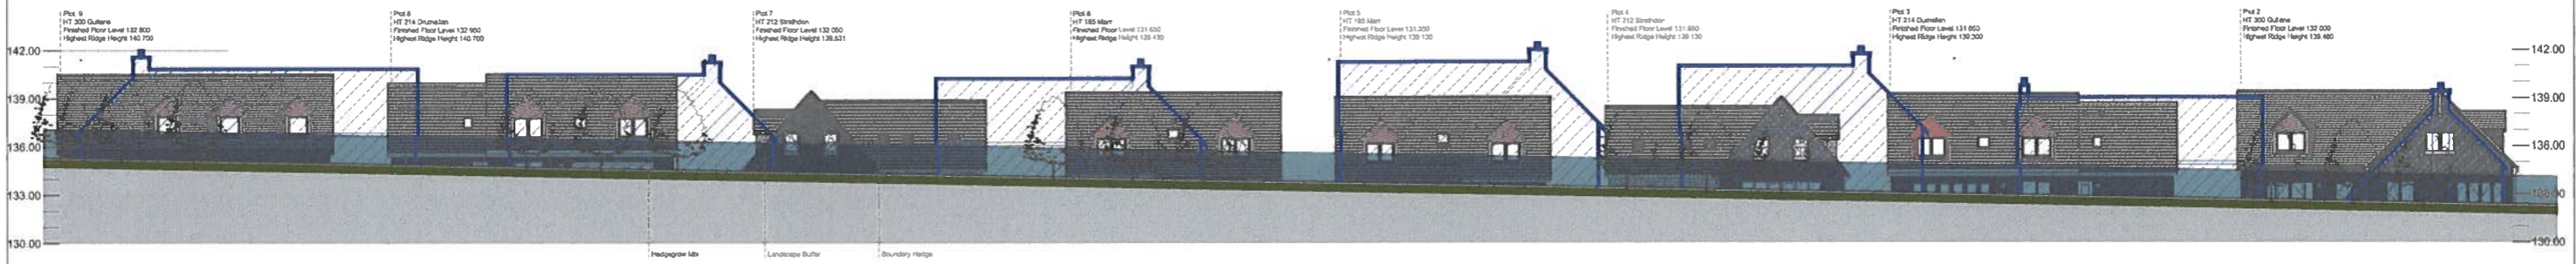 Plot 9
HT 300 Gullane
Finished Floor Level 132 800
Highest Ridge Height 140 700
Plot 8
HT 214 Drumellan
Finished Floor Level 132 950
Highest Ridge Height 140.700
Plot 7
HT 212 Strathdon
Finished Floor Level 132 050
Highest Ridge Height 139.531
Plot 6
HT 185 Marr
Finished Floor Level 131 650
Highest Ridge Height 139 430
Plot 5
HT 185 Marr
Finished Floor Level 131.350
Highest Ridge Height 139 130
Plot 4
HT 212 Strathdon
Finished Floor Level 131.650
Highest Ridge Height 139 130
Plot 3
HT 214 Dumellan
Finished Floor Level 131 650
Highest Ridge Height 139.300
Plot 2
HT 300 Gullane
Finished Floor Level 132 000
Highest Ridge Height 139.460
142.00
139.00
136.00
133.00
130.00
142.00
139.00
136.00
133.00
130.00
Hedgegrow Mix
Landscape Buffer
Boundary Hedge